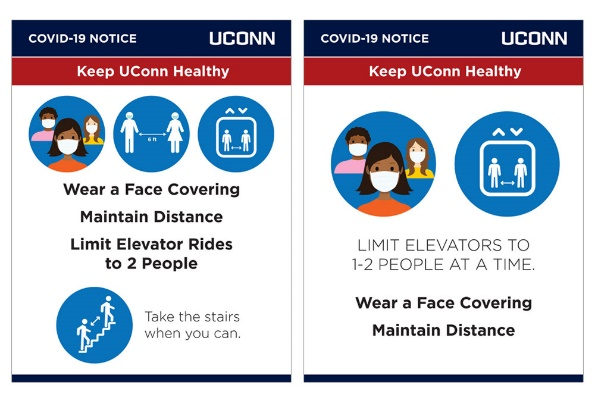 COVID-19 NOTICE UCONN
Keep UConn Healthy
6 ft
Wear a Face Covering
Maintain Distance
Limit Elevator Rides
to 2 People
Take the stairs
when you can.
COVID-19 NOTICE UCONN
Keep UConn Healthy
LIMIT ELEVATORS TO
1-2 PEOPLE AT A TIME.
Wear a Face Covering
Maintain Distance